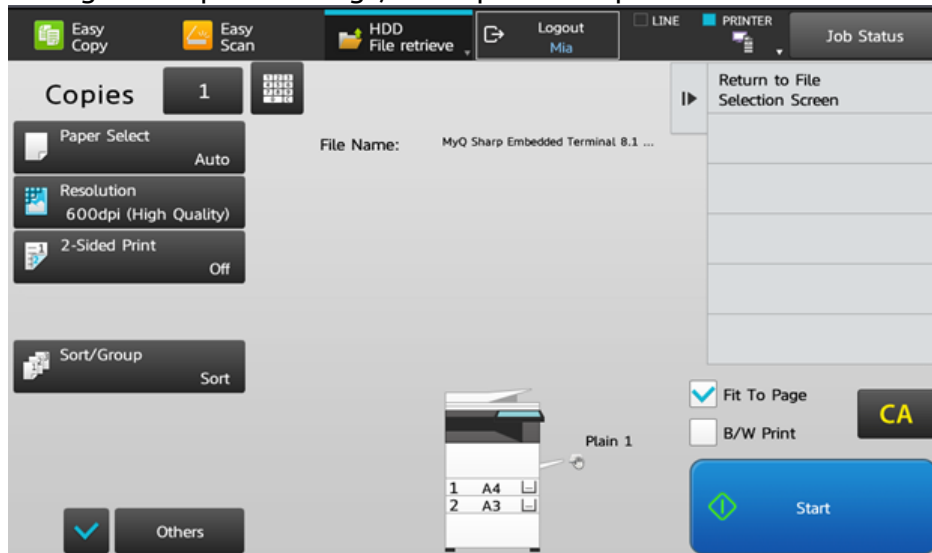 Easy Copy
Easy Scan
HDD File retrieve
Logout
Mia
LINE
PRINTER
Job Status
Copies
1
Return to File
Selection Screen
Paper Select
Auto
File Name:
MyQ Sharp Embedded Terminal 8.1 ...
Resolution
600dpi (High Quality)
2-Sided Print
Off
Sort/Group
Sort
Fit To Page
B/W Print
CA
Plain 1
1 A4
2 A3
Start
Others